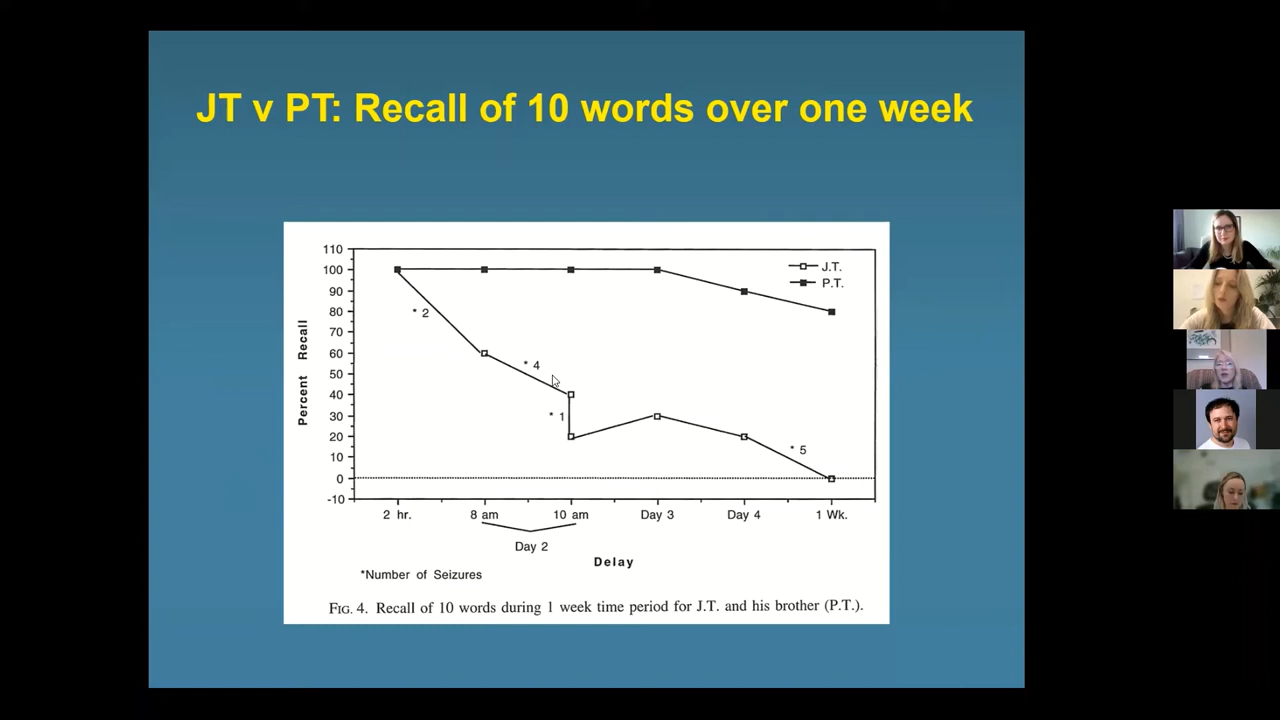 JT v PT: Recall of 10 words over one week
110
100
90
80
70
60
50
40
30
20
10
0
-10
Percent Recall
J.T.
P.T.
* 2
* 4
* 1
* 5
2 hr.
8 am
10 am
Day 3
Day 4
1 Wk.
Day 2
Delay
*Number of Seizures
FIG. 4. Recall of 10 words during 1 week time period for J.T. and his brother (P.T.).